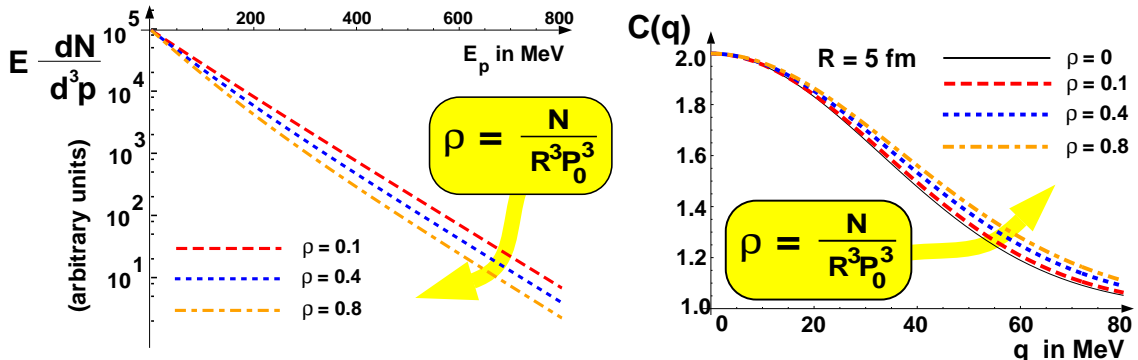 200 400 600 800
E_p in MeV
E dN/d³p
(arbitrary units)
10⁵
10⁴
10³
10²
10¹
ρ = N/R³P₀³
ρ = 0.1
ρ = 0.4
ρ = 0.8
C(q)
R = 5 fm
ρ = 0
ρ = 0.1
ρ = 0.4
ρ = 0.8
2.0
1.8
1.6
1.4
1.2
1.0
ρ = N/R³P₀³
0 20 40 60 80
q in MeV